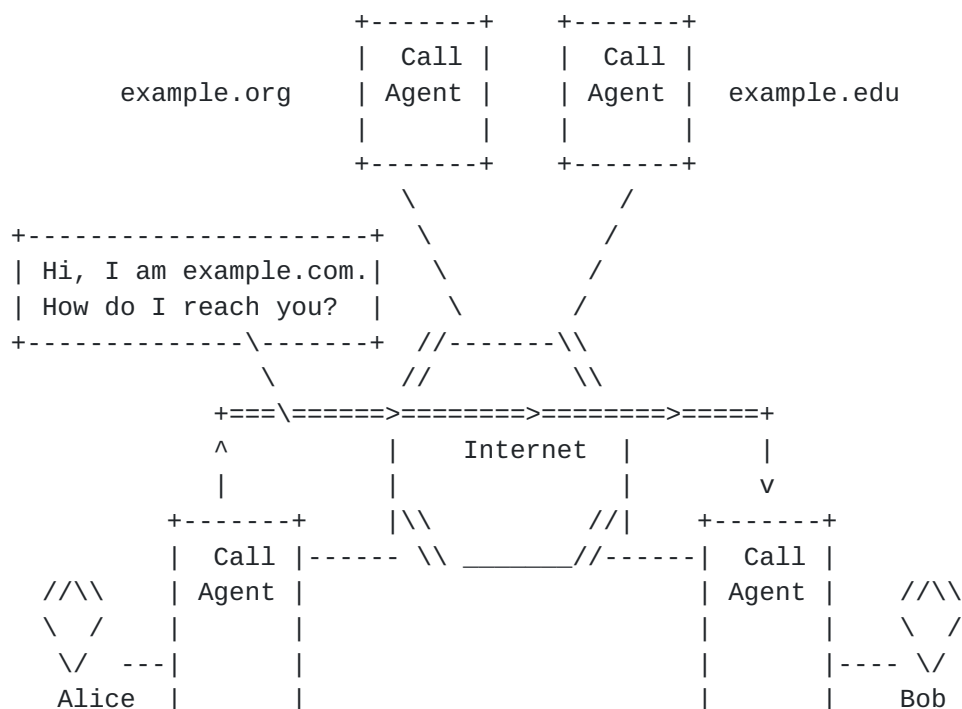 +-------+    +-------+
|  Call |    |  Call |
example.org    | Agent |    | Agent |  example.edu
|       |    |       |
+-------+    +-------+
\             /
+----------------------+  \           /
| Hi, I am example.com.|   \         /
| How do I reach you?  |    \       /
+--------------\-------+  //-------\\
\        //         \\
+===\======>========>========>=====+
^          |    Internet  |        |
|          |              |        v
+-------+     |\\          //|    +-------+
|  Call |------ \\ _______//------|  Call |
//\\    | Agent |                         | Agent |    //\\
\  /    |       |                         |       |    \  /
\/  ---|       |                         |       |---- \/
Alice  |       |                         |       |    Bob